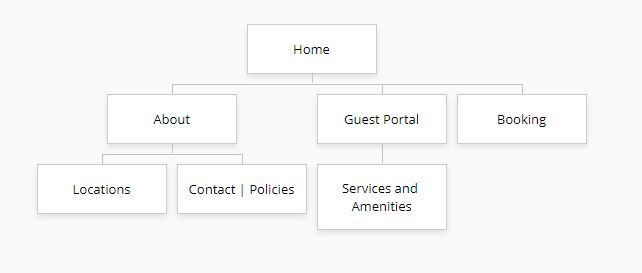 Home
About
Guest Portal
Booking
Locations
Contact | Policies
Services and
Amenities